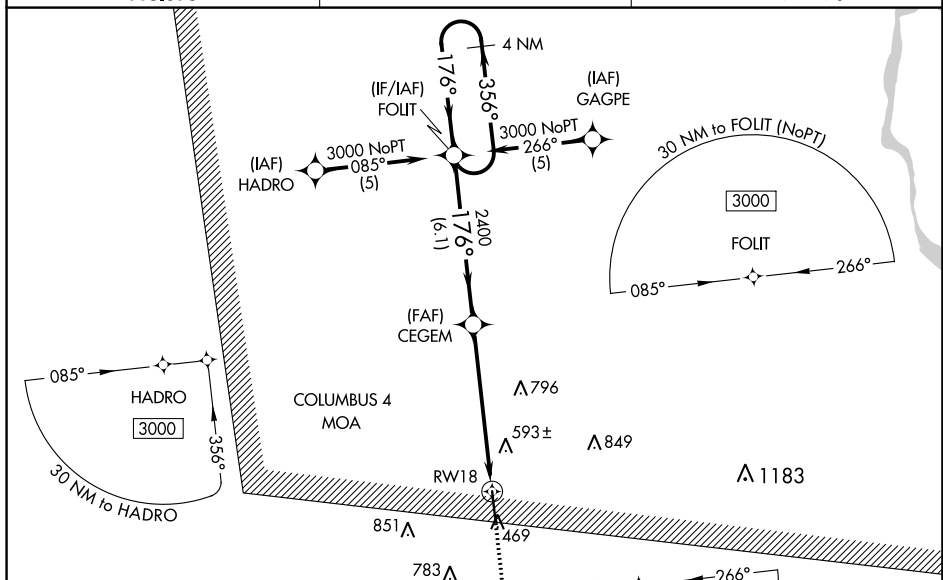 4 NM
176°
356°
(IF/IAF)
FOLIT
(IAF)
GAGPE
3000 NoPT
266°
(5)
3000 NoPT
085°
(5)
(IAF)
HADRO
30 NM to FOLIT (NoPT)
3000
FOLIT
085°
266°
2400
176°
(6.1)
(FAF)
CEGEM
085°
HADRO
3000
356°
30 NM to HADRO
COLUMBUS 4
MOA
796
593±
849
1183
RW18
851
469
783
266°